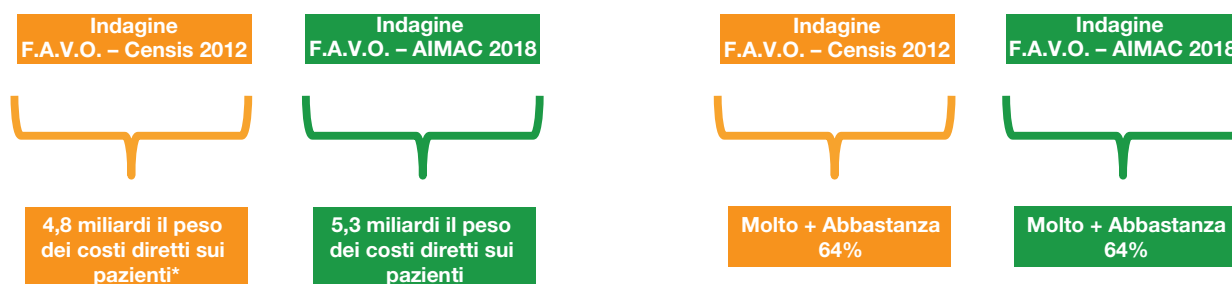 Indagine
F.A.V.O. – Censis 2012
Indagine
F.A.V.O. – AIMAC 2018
Indagine
F.A.V.O. – Censis 2012
Indagine
F.A.V.O. – AIMAC 2018
4,8 miliardi il peso
dei costi diretti sui
pazienti*
5,3 miliardi il peso
dei costi diretti sui
pazienti
Molto + Abbastanza
64%
Molto + Abbastanza
64%